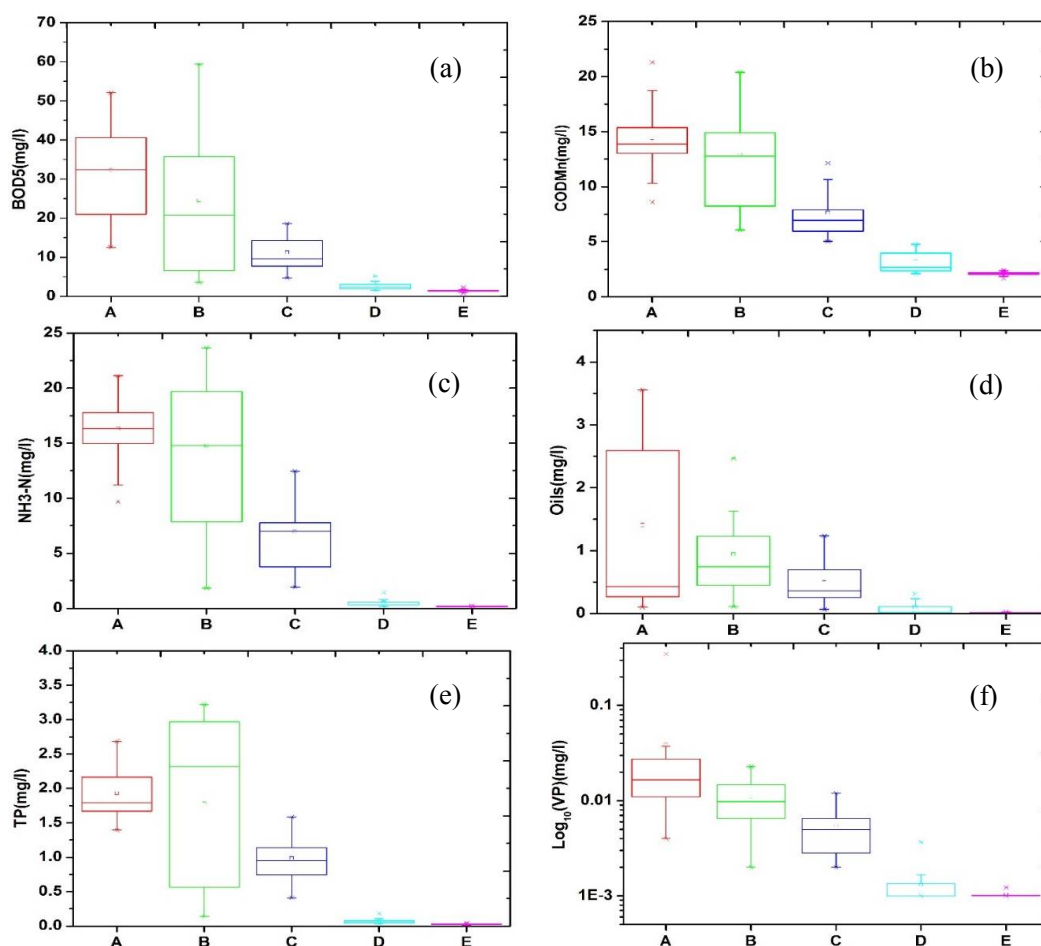 (a)
BOD5(mg/l)
70
60
50
40
30
20
10
0
A B C D E
(b)
CODMn(mg/l)
25
20
15
10
5
0
A B C D E
(c)
NH3-N(mg/l)
25
20
15
10
5
0
A B C D E
(d)
Oils(mg/l)
4
3
2
1
0
A B C D E
(e)
TP(mg/l)
4.0
3.5
3.0
2.5
2.0
1.5
1.0
0.5
0.0
A B C D E
(f)
Log10(VP)(mg/l)
0.1
0.01
1E-3
A B C D E